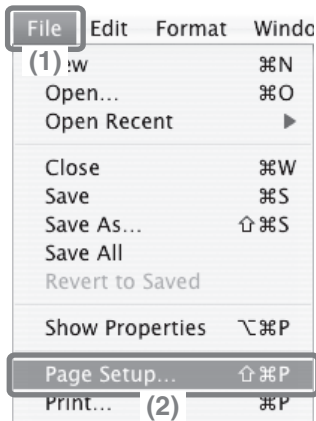 File Edit Format
(1) ew ⌘N
Open... ⌘O
Open Recent ▶
Close ⌘W
Save ⌘S
Save As... ⇧⌘S
Save All
Revert to Saved
Show Properties ⌥⌘P
Page Setup... ⇧⌘P
Print... (2) ⌘P